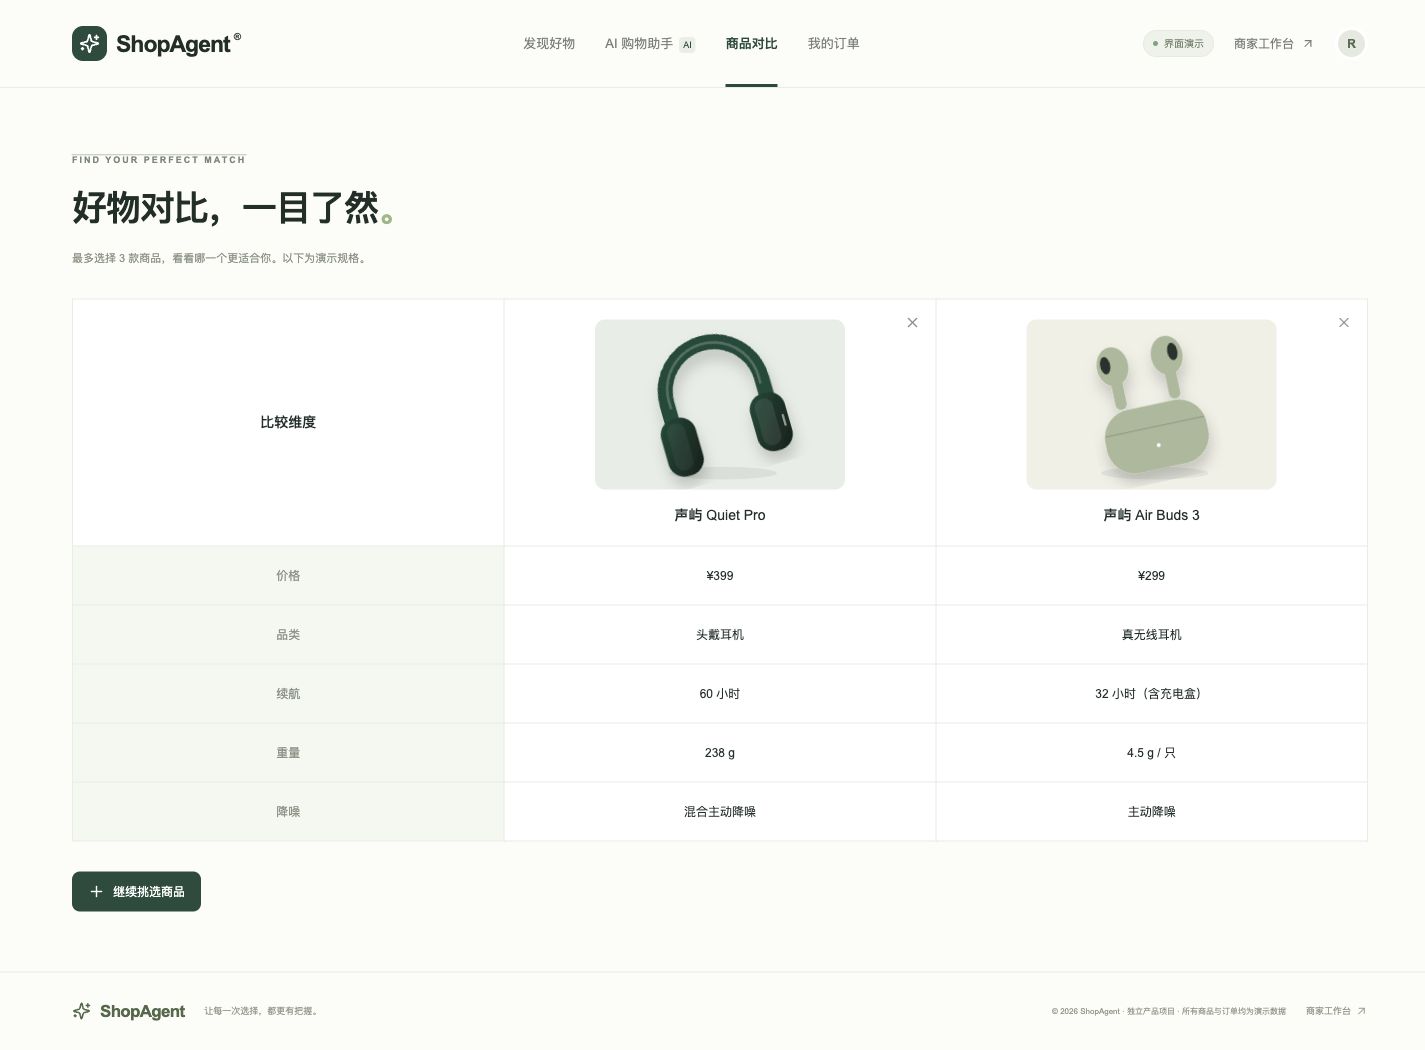 ShopAgent®
发现好物
AI 购物助手 AI
商品对比
我的订单
界面演示
商家工作台
R
FIND YOUR PERFECT MATCH
好物对比，一目了然。
最多选择 3 款商品，看看哪一个更适合你。以下为演示规格。
比较维度
声屿 Quiet Pro
声屿 Air Buds 3
价格
¥399
¥299
品类
头戴耳机
真无线耳机
续航
60 小时
32 小时（含充电盒）
重量
238 g
4.5 g / 只
降噪
混合主动降噪
主动降噪
继续挑选商品
ShopAgent
让每一次选择，都更有把握。
© 2026 ShopAgent · 独立产品项目 · 所有商品与订单均为演示数据
商家工作台